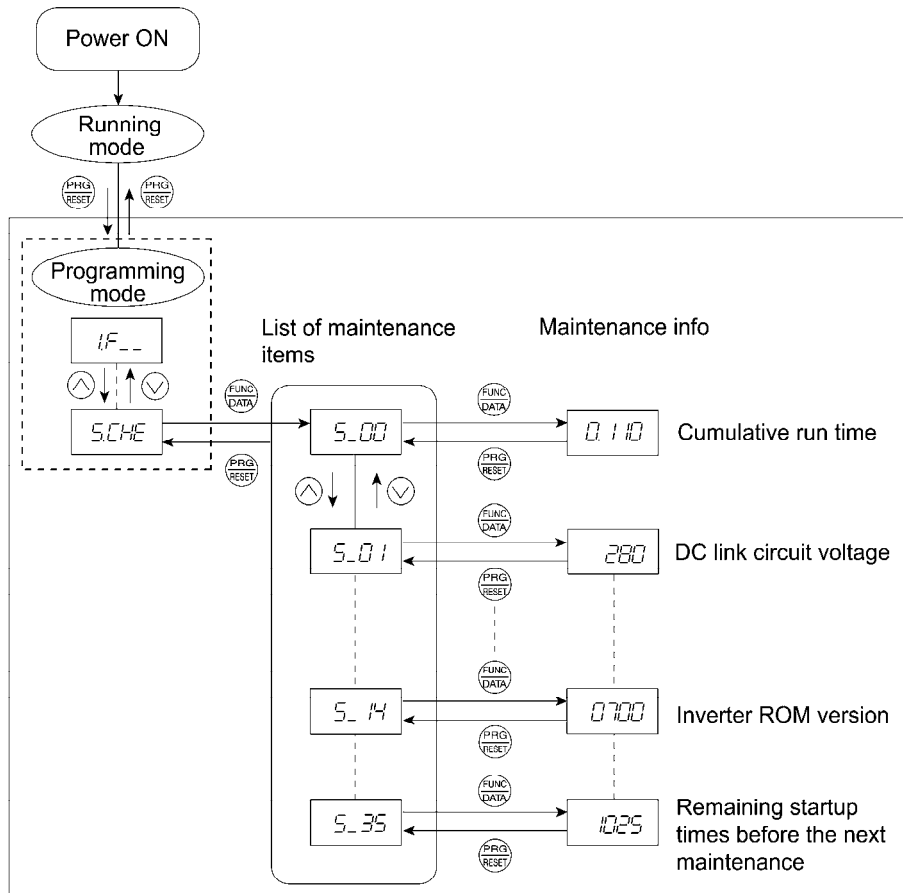 Power ON
Running
mode
PRG
RESET
PRG
RESET
Programming
mode
1.F__
5.CHE
FUNC
DATA
PRG
RESET
List of maintenance
items
Maintenance info
5_00
FUNC
DATA
PRG
RESET
0.110
Cumulative run time
5_01
FUNC
DATA
PRG
RESET
280
DC link circuit voltage
5_14
FUNC
DATA
PRG
RESET
0700
Inverter ROM version
5_35
FUNC
DATA
PRG
RESET
1025
Remaining startup
times before the next
maintenance